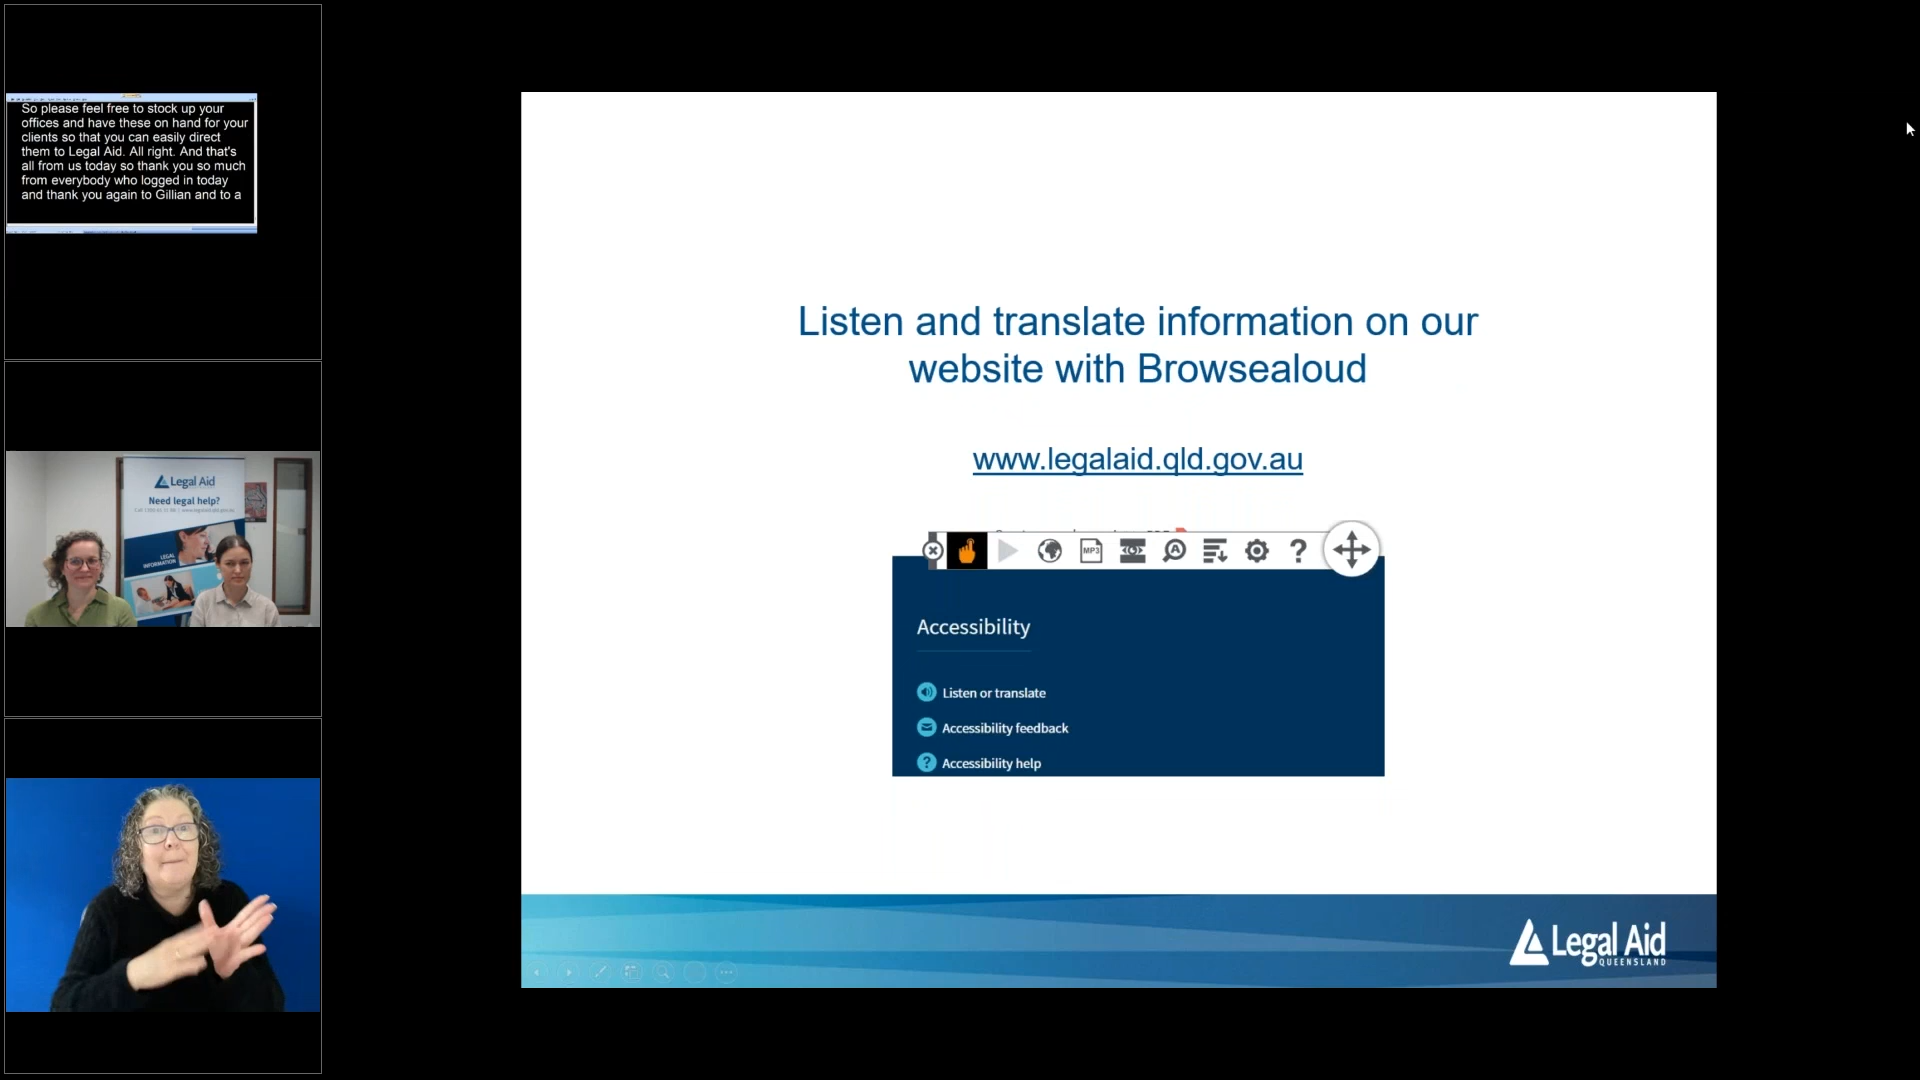 So please feel free to stock up your
offices and have these on hand for your
clients so that you can easily direct
them to Legal Aid. All right. And that's
all from us today so thank you so much
from everybody who logged in today
and thank you again to Gillian and to a
Legal Aid
Need legal help?
LEGAL
INFORMATION
Listen and translate information on our
website with Browsealoud
www.legalaid.qld.gov.au
MP3
A
?
Accessibility
Listen or translate
Accessibility feedback
? Accessibility help
Legal Aid
QUEENSLAND